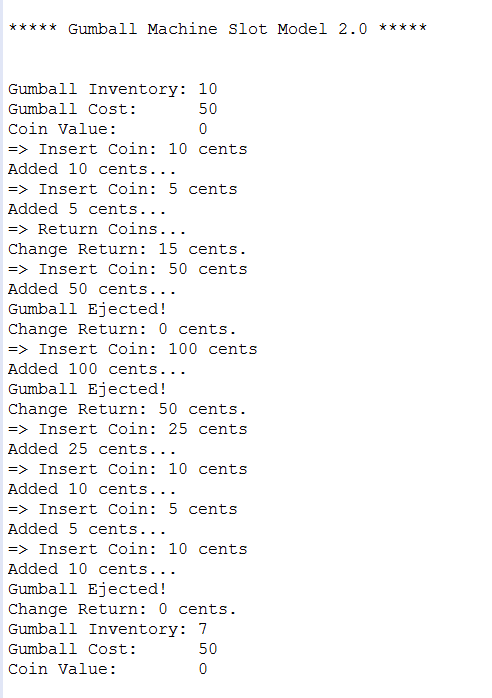 ***** Gumball Machine Slot Model 2.0 *****
Gumball Inventory: 10
Gumball Cost:      50
Coin Value:        0
=> Insert Coin: 10 cents
Added 10 cents...
=> Insert Coin: 5 cents
Added 5 cents...
=> Return Coins...
Change Return: 15 cents.
=> Insert Coin: 50 cents
Added 50 cents...
Gumball Ejected!
Change Return: 0 cents.
=> Insert Coin: 100 cents
Added 100 cents...
Gumball Ejected!
Change Return: 50 cents.
=> Insert Coin: 25 cents
Added 25 cents...
=> Insert Coin: 10 cents
Added 10 cents...
=> Insert Coin: 5 cents
Added 5 cents...
=> Insert Coin: 10 cents
Added 10 cents...
Gumball Ejected!
Change Return: 0 cents.
Gumball Inventory: 7
Gumball Cost:      50
Coin Value:        0